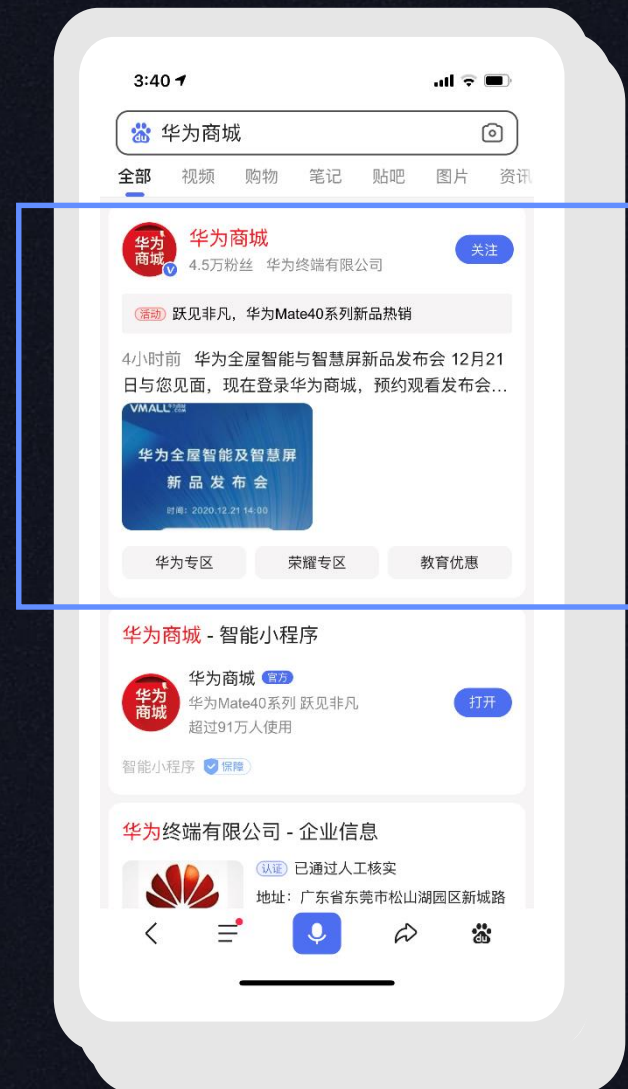 3:40
华为商城
全部 视频 购物 笔记 贴吧 图片 资讯
华为商城
华为商城
4.5万粉丝 华为终端有限公司
关注
活动 跃见非凡，华为Mate40系列新品热销
4小时前 华为全屋智能与智慧屏新品发布会 12月21
日与您见面，现在登录华为商城，预约观看发布会...
VMALL
华为全屋智能及智慧屏
新品发布会
时间：2020.12.21 14:00
华为专区 荣耀专区 教育优惠
华为商城 - 智能小程序
华为商城
华为商城 官方
华为Mate40系列 跃见非凡
超过91万人使用
打开
智能小程序 保障
华为终端有限公司 - 企业信息
认证 已通过人工核实
地址：广东省东莞市松山湖园区新城路
du